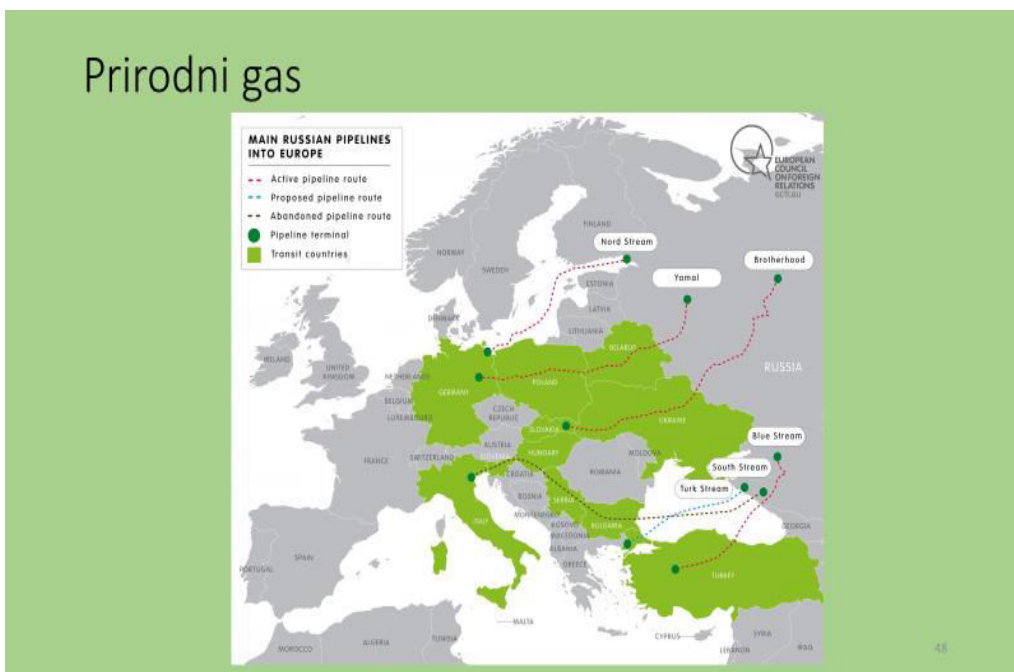 Prirodni gas
MAIN RUSSIAN PIPELINES
INTO EUROPE
Active pipeline route
Proposed pipeline route
Abandoned pipeline route
Pipeline terminal
Transit countries
EUROPEAN
COUNCIL
ON FOREIGN
RELATIONS
FINLAND
Nord Stream
NORWAY
SWEDEN
Brotherhood
Yamal
ESTONIA
LATVIA
DENMARK
LITHUANIA
BELARUS
IRELAND
UNITED
KINGDOM
RUSSIA
NETHERLANDS
GERMANY
POLAND
BELGIUM
LUXEMBOURG
CZECH
REPUBLIC
SLOVAKIA
UKRAINE
Blue Stream
AUSTRIA
FRANCE
SWITZERLAND
SLOVENIA
HUNGARY
MOLDOVA
South Stream
CROATIA
ROMANIA
Turk Stream
BOSNIA
SERBIA
MONTENEGRO
ITALY
KOSOVO
BULGARIA
GEORGIA
MACEDONIA
ALBANIA
SPAIN
GREECE
PORTUGAL
TURKEY
MALTA
CYPRUS
SYRIA
MOROCCO
ALGERIA
TUNISIA
LEBANON
IRAQ
48